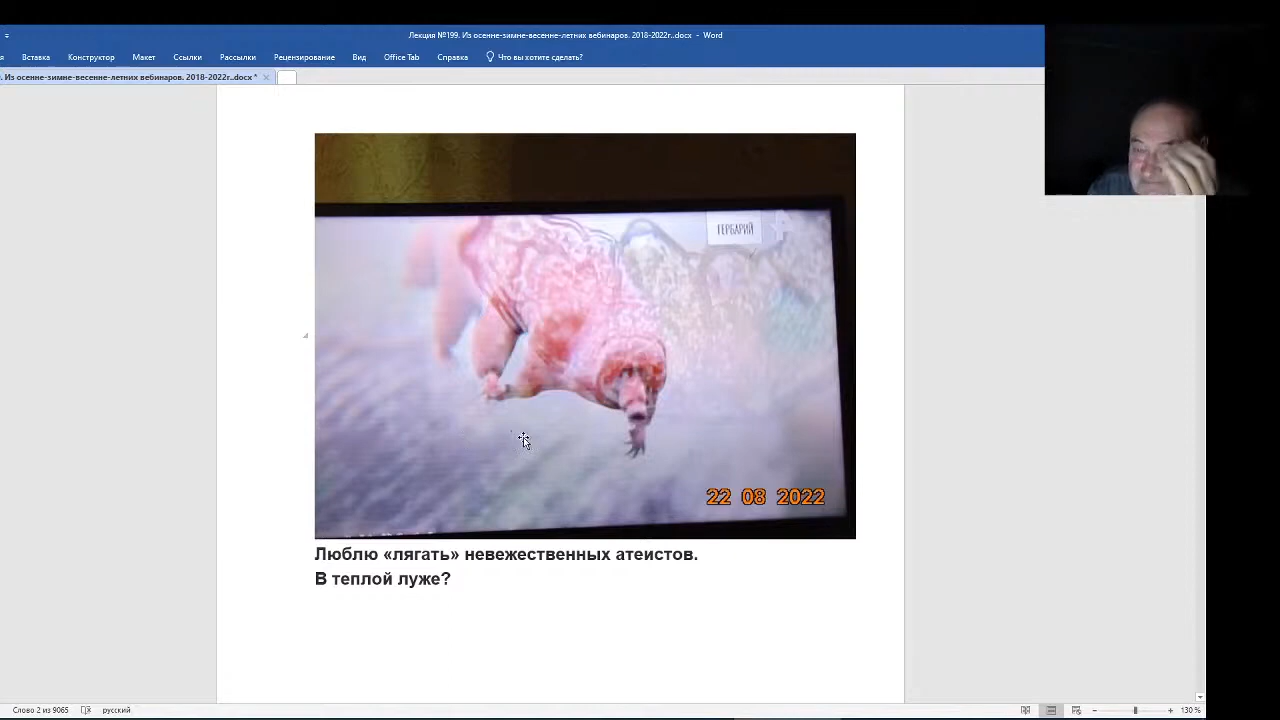 Лекция №199. Из осенне-зимне-весенне-летних вебинаров. 2018-2022г..docx - Word
Вставка Конструктор Макет Ссылки Рассылки Рецензирование Вид Office Tab Справка Что вы хотите сделать?
. Из осенне-зимне-весенне-летних вебинаров. 2018-2022г..docx *
ГЕРБАРИЙ
22 08 2022
Люблю «лягать» невежественных атеистов.
В теплой луже?
Слово 2 из 9065 русский 130 %